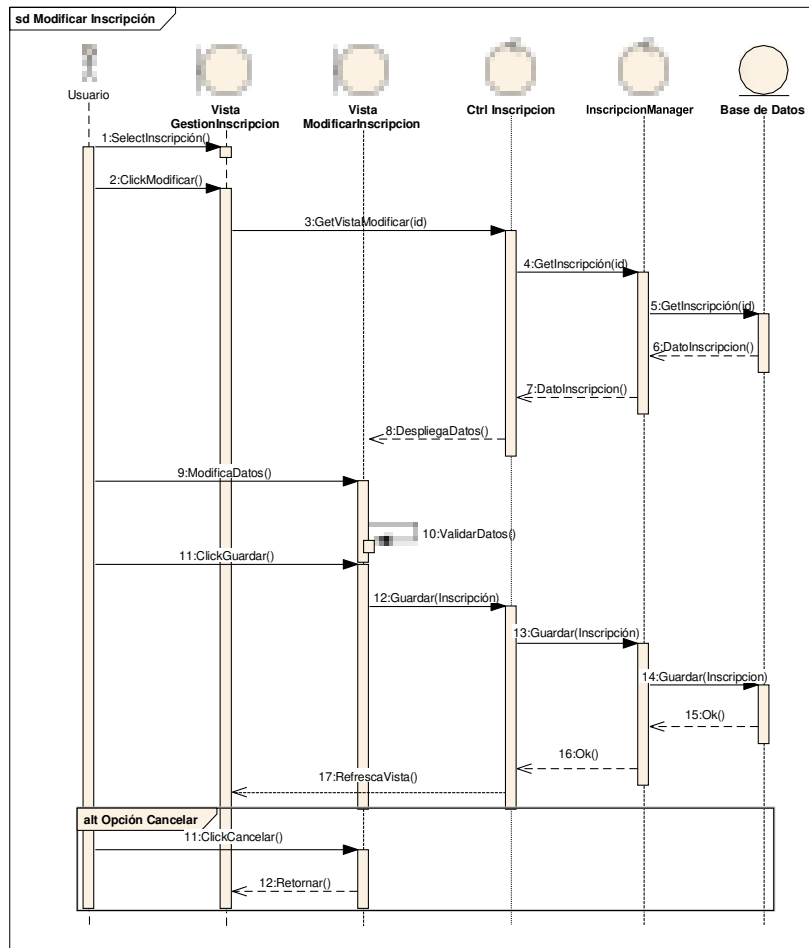 sd Modificar Inscripción
Usuario
Vista
GestionInscripcion
Vista
ModificarInscripcion
Ctrl Inscripcion
InscripcionManager
Base de Datos
1:SelectInscripción()
2:ClickModificar()
3:GetVistaModificar(id)
4:GetInscripción(id)
5:GetInscripción(id)
6:DatoInscripcion()
7:DatoInscripcion()
8:DespliegaDatos()
9:ModificaDatos()
10:ValidarDatos()
11:ClickGuardar()
12:Guardar(Inscripción)
13:Guardar(Inscripción)
14:Guardar(Inscripcion)
15:Ok()
16:Ok()
17:RefrescaVista()
alt Opción Cancelar
11:ClickCancelar()
12:Retornar()